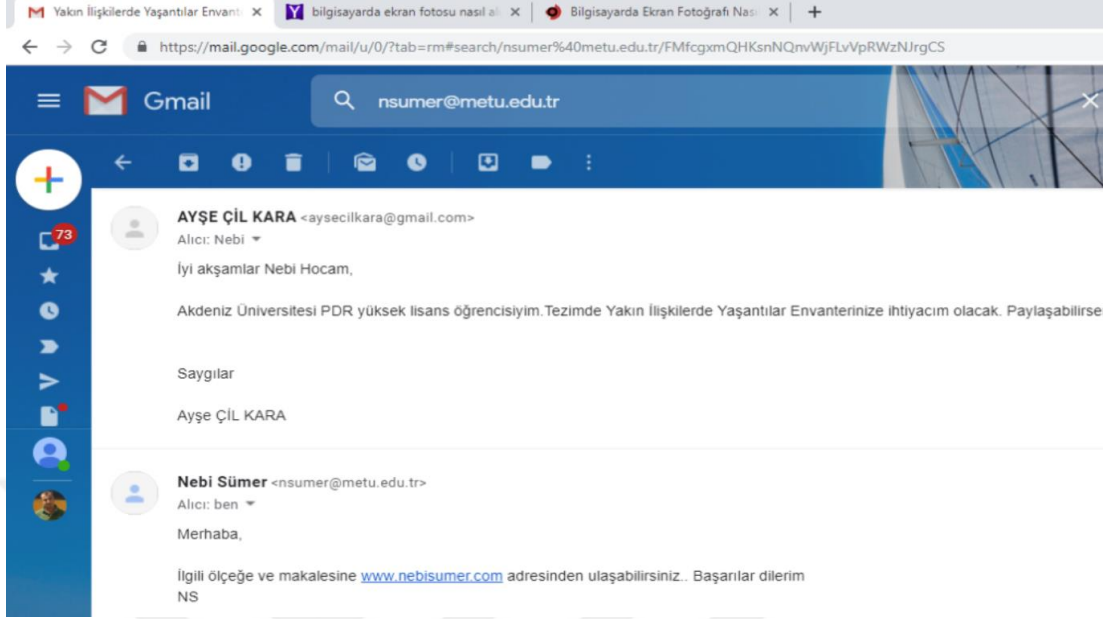 Yakın İlişkilerde Yaşantılar Envant
bilgisayarda ekran fotosu nasıl al
Bilgisayarda Ekran Fotoğrafı Nası
https://mail.google.com/mail/u/0/?tab=rm#search/nsumer%40metu.edu.tr/FMfcgxmQHKsnNQnvWjFLvVpRWzNJrgCS
Gmail
nsumer@metu.edu.tr
73
AYŞE ÇİL KARA <aysecilkara@gmail.com>
Alıcı: Nebi
İyi akşamlar Nebi Hocam,
Akdeniz Üniversitesi PDR yüksek lisans öğrencisiyim.Tezimde Yakın İlişkilerde Yaşantılar Envanterinize ihtiyacım olacak. Paylaşabilirse
Saygılar
Ayşe ÇİL KARA
Nebi Sümer <nsumer@metu.edu.tr>
Alıcı: ben
Merhaba,
İlgili ölçeğe ve makalesine www.nebisumer.com adresinden ulaşabilirsiniz.. Başarılar dilerim
NS